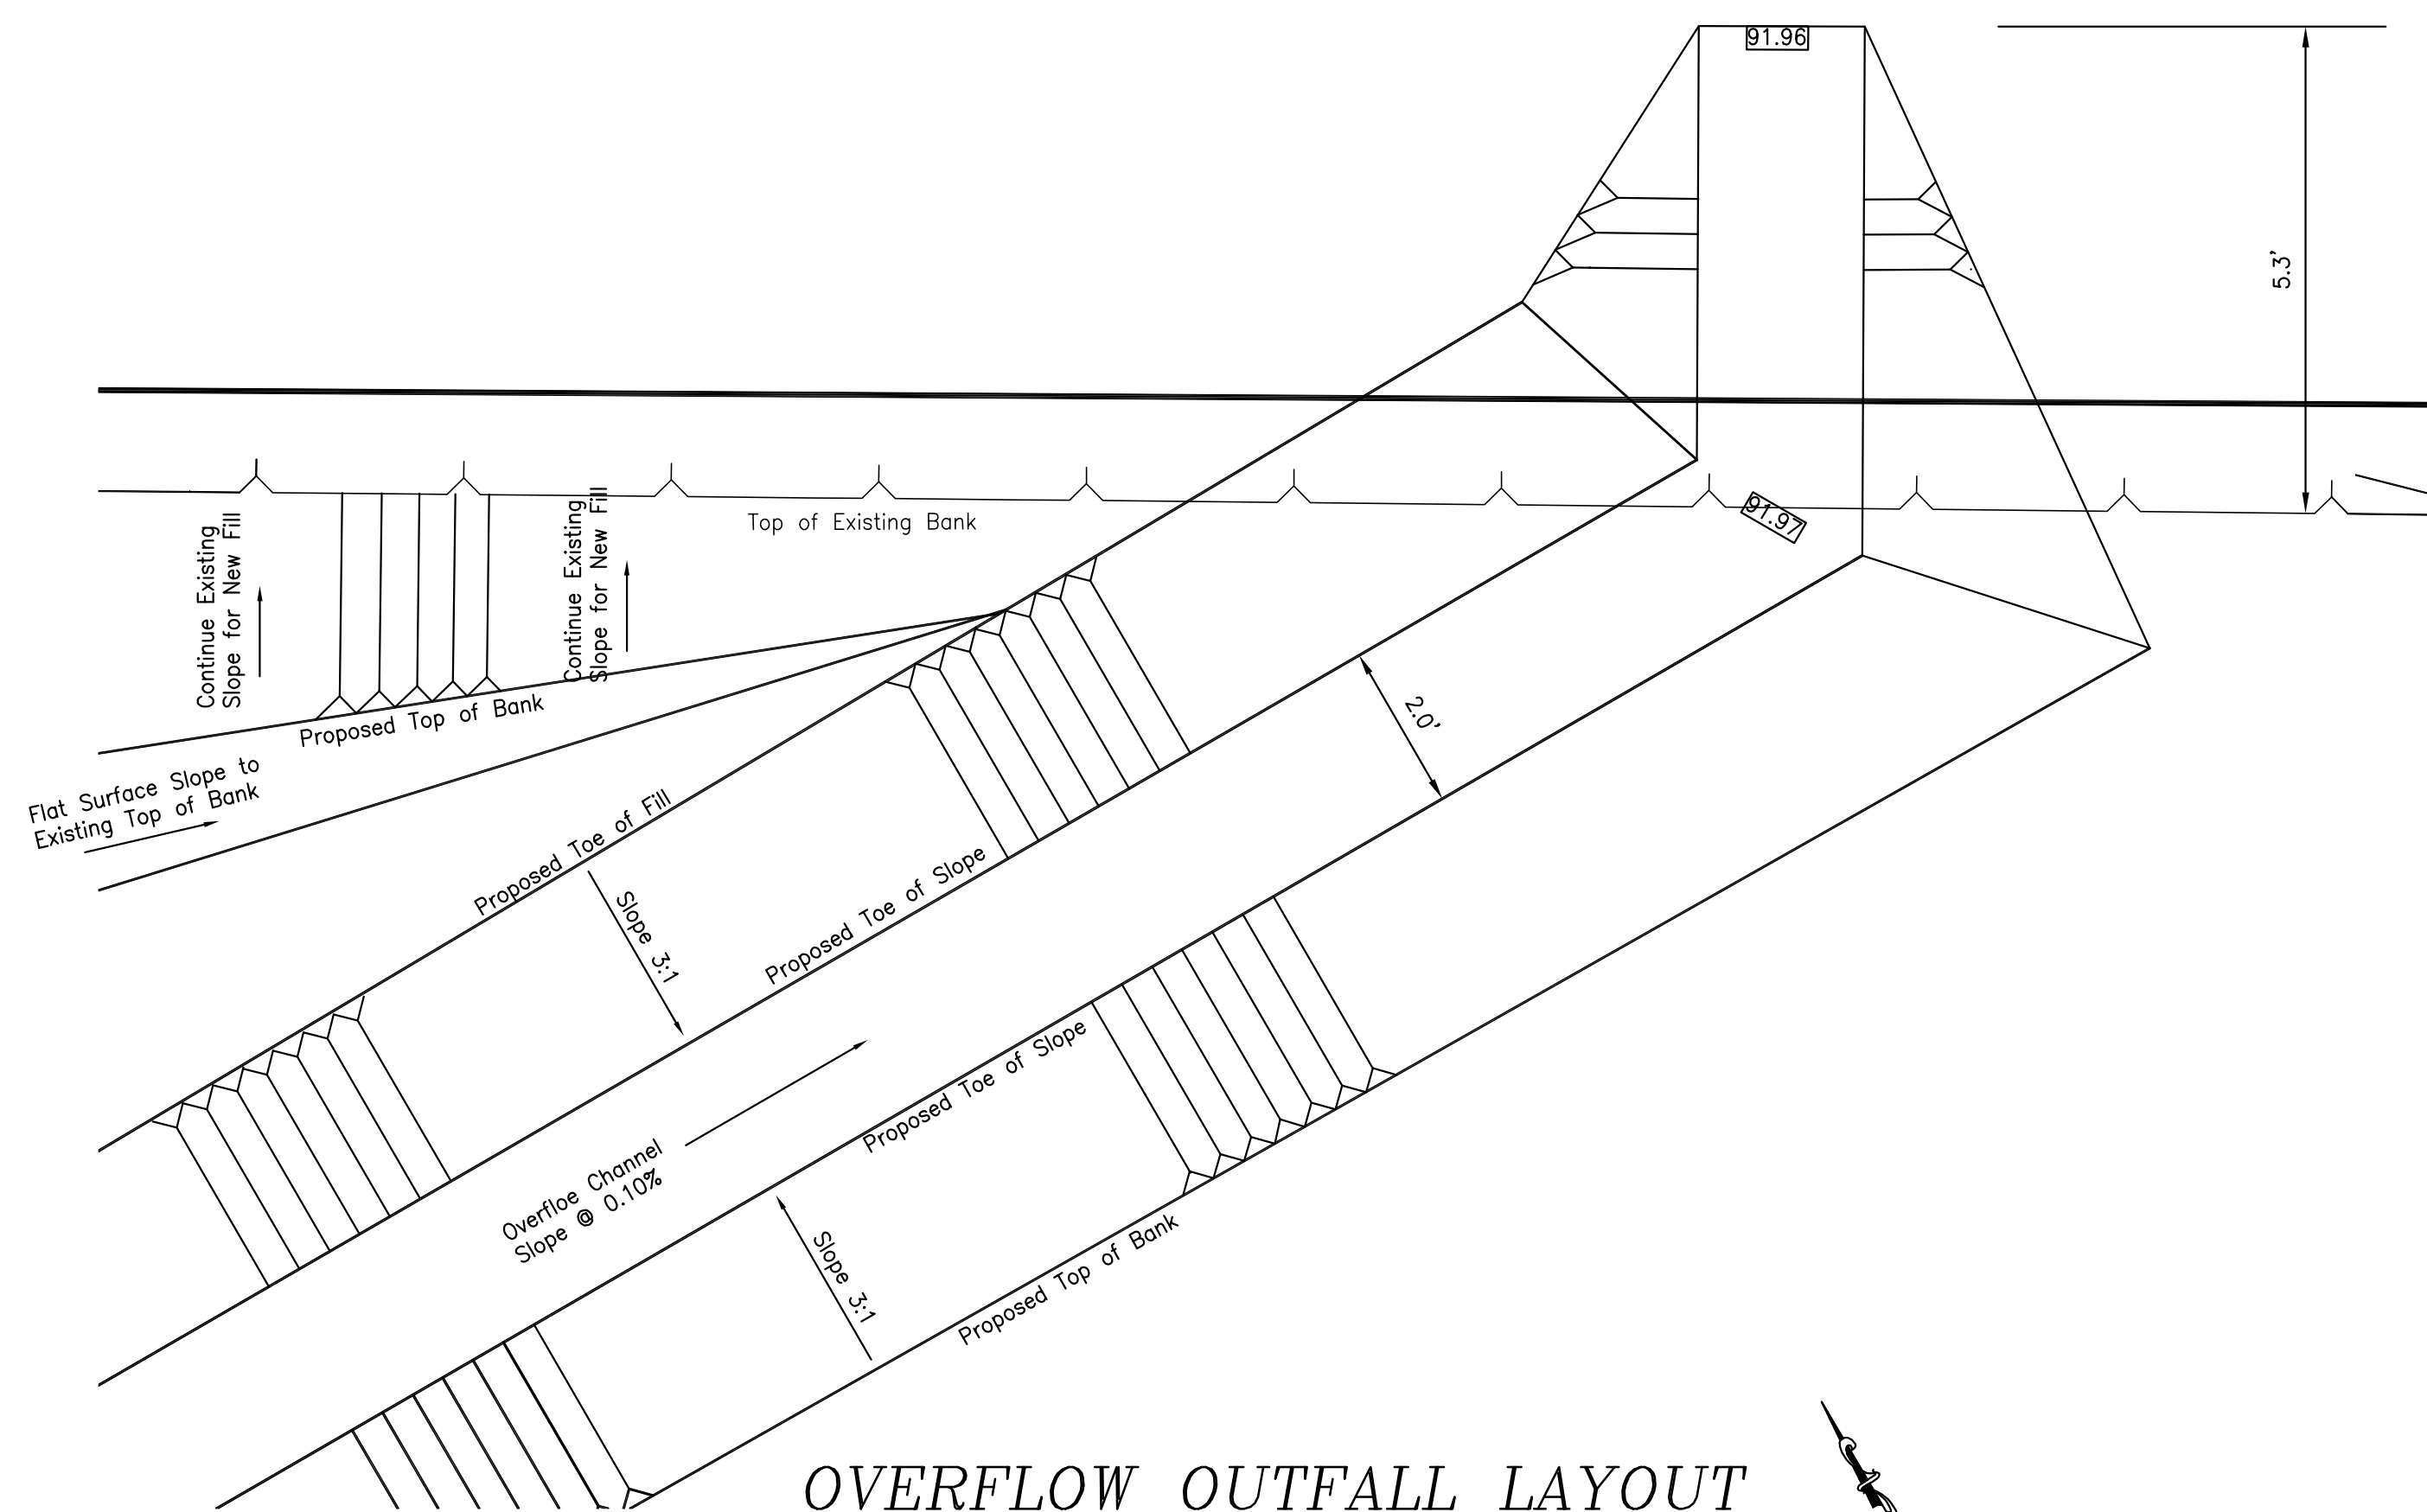 91.96
5.3'
Continue Existing
Slope for New Fill
Continue Existing
Slope for New Fill
Top of Existing Bank
91.97
Proposed Top of Bank
2.0'
Flat Surface Slope to
Existing Top of Bank
Proposed Toe of Fill
Slope 3:1
Proposed Toe of Slope
Proposed Toe of Slope
Overfloe Channel
Slope @ 0.10%
Slope 3:1
Proposed Top of Bank
OVERFLOW OUTFALL LAYOUT